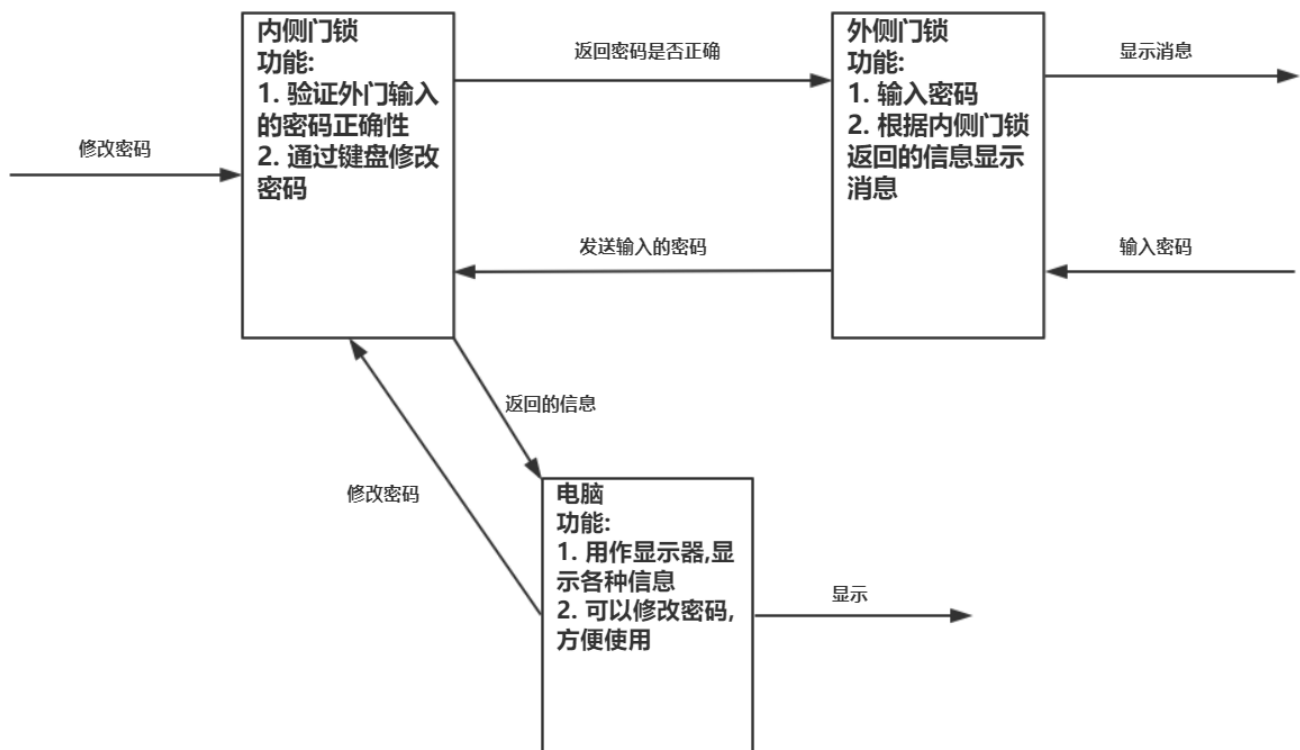 内侧门锁
功能:
1. 验证外门输入
的密码正确性
2. 通过键盘修改
密码
外侧门锁
功能:
1. 输入密码
2. 根据内侧门锁
返回的信息显示
消息
返回密码是否正确
显示消息
修改密码
发送输入的密码
输入密码
返回的信息
修改密码
电脑
功能:
1. 用作显示器,显
示各种信息
2. 可以修改密码,
方便使用
显示